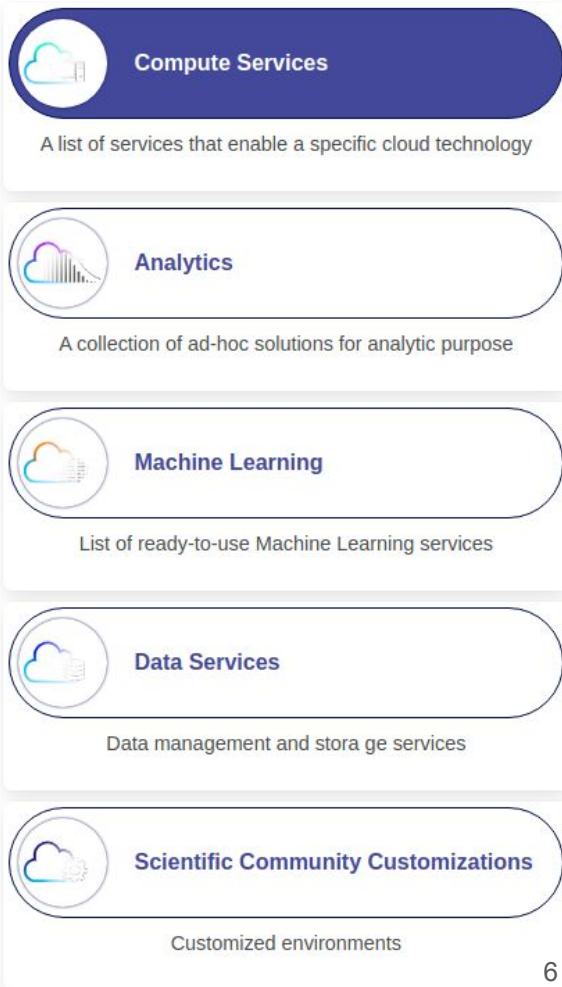 Compute Services
A list of services that enable a specific cloud technology
Analytics
A collection of ad-hoc solutions for analytic purpose
Machine Learning
List of ready-to-use Machine Learning services
Data Services
Data management and stora ge services
Scientific Community Customizations
Customized environments
6